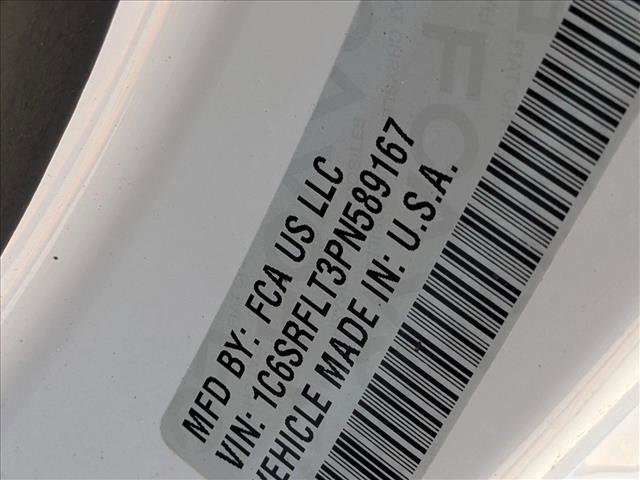 MFD BY: FCA US LLC
VIN: 1C6SRFLT3PN589167
VEHICLE MADE IN: U.S.A.